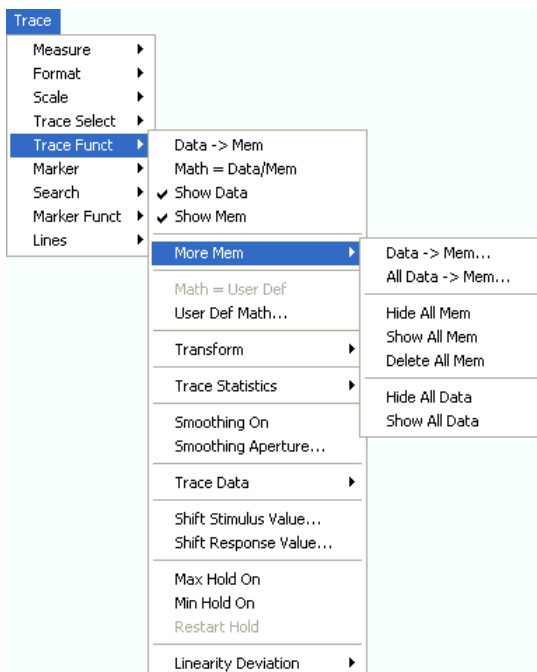 Trace
Measure
Format
Scale
Trace Select
Trace Funct
Marker
Search
Marker Funct
Lines
Data -> Mem
Math = Data/Mem
Show Data
Show Mem
More Mem
Math = User Def
User Def Math...
Transform
Trace Statistics
Smoothing On
Smoothing Aperture...
Trace Data
Shift Stimulus Value...
Shift Response Value...
Max Hold On
Min Hold On
Restart Hold
Linearity Deviation
Data -> Mem...
All Data -> Mem...
Hide All Mem
Show All Mem
Delete All Mem
Hide All Data
Show All Data